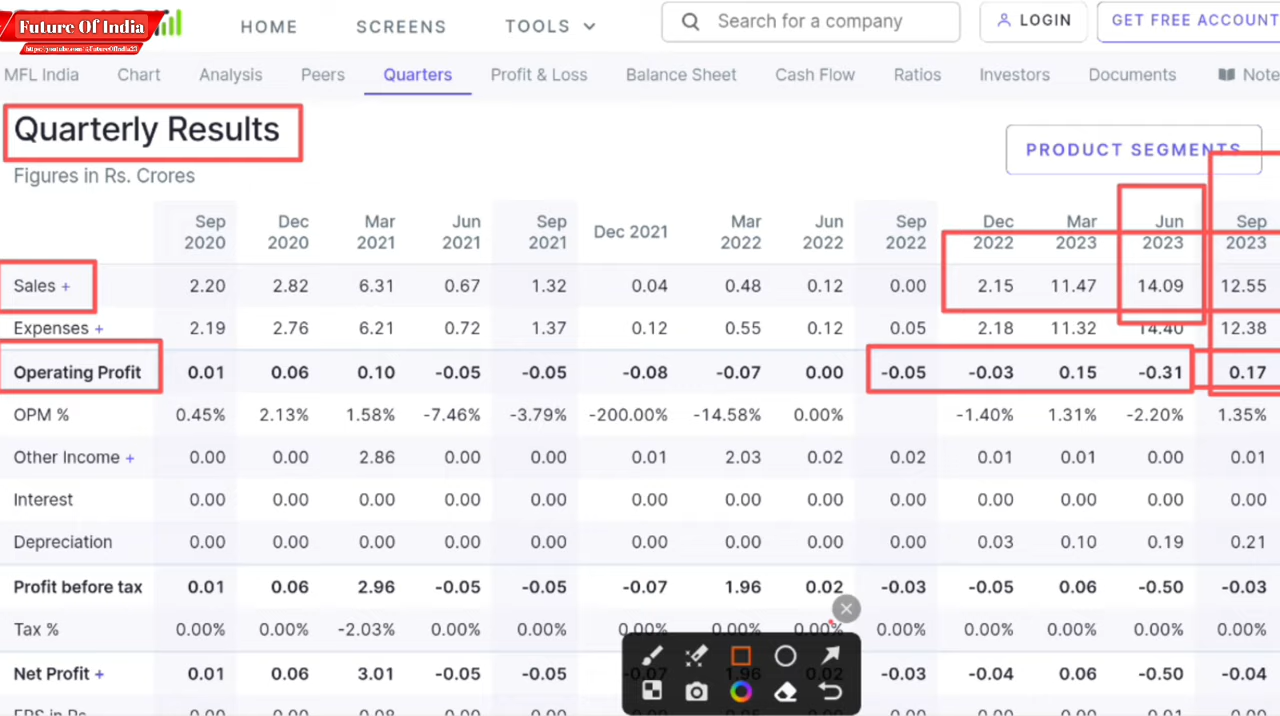 Future Of India
HOME SCREENS TOOLS Search for a company LOGIN GET FREE ACCOUNT
MFL India Chart Analysis Peers Quarters Profit & Loss Balance Sheet Cash Flow Ratios Investors Documents Note
Quarterly Results
PRODUCT SEGMENTS
Figures in Rs. Crores
Sep 2020 Dec 2020 Mar 2021 Jun 2021 Sep 2021 Dec 2021 Mar 2022 Jun 2022 Sep 2022 Dec 2022 Mar 2023 Jun 2023 Sep 2023
Sales + 2.20 2.82 6.31 0.67 1.32 0.04 0.48 0.12 0.00 2.15 11.47 14.09 12.55
Expenses + 2.19 2.76 6.21 0.72 1.37 0.12 0.55 0.12 0.05 2.18 11.32 14.40 12.38
Operating Profit 0.01 0.06 0.10 -0.05 -0.05 -0.08 -0.07 0.00 -0.05 -0.03 0.15 -0.31 0.17
OPM % 0.45% 2.13% 1.58% -7.46% -3.79% -200.00% -14.58% 0.00% -1.40% 1.31% -2.20% 1.35%
Other Income + 0.00 0.00 2.86 0.00 0.00 0.01 2.03 0.02 0.02 0.01 0.01 0.00 0.01
Interest 0.00 0.00 0.00 0.00 0.00 0.00 0.00 0.00 0.00 0.00 0.00 0.00 0.00
Depreciation 0.00 0.00 0.00 0.00 0.00 0.00 0.00 0.00 0.00 0.03 0.10 0.19 0.21
Profit before tax 0.01 0.06 2.96 -0.05 -0.05 -0.07 1.96 0.02 -0.03 -0.05 0.06 -0.50 -0.03
Tax % 0.00% 0.00% -2.03% 0.00% 0.00% 0.00% 0.00% 0.00% 0.00% 0.00% 0.00% 0.00% 0.00%
Net Profit + 0.01 0.06 3.01 -0.05 -0.05 -0.07 1.96 0.02 -0.03 -0.04 0.06 -0.50 -0.04